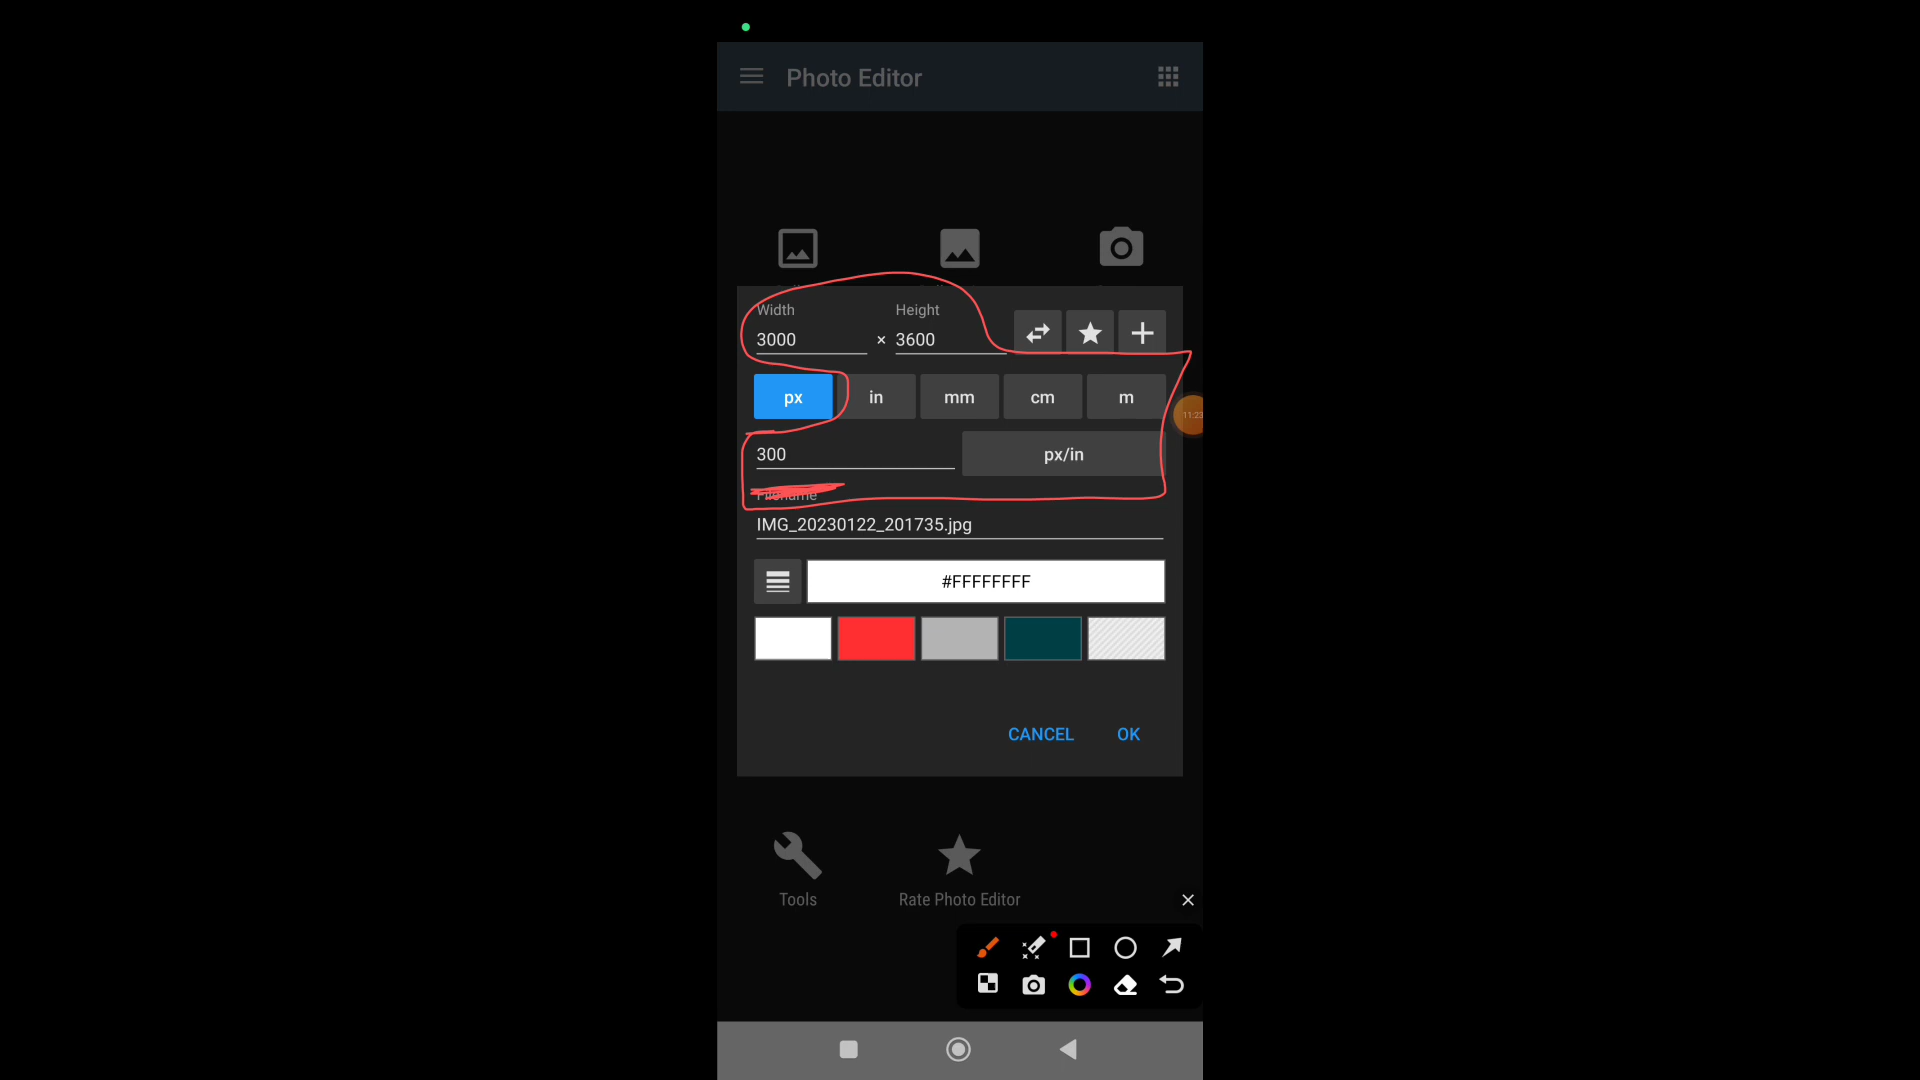 Photo Editor
Width Height
3000 × 3600
px in mm cm m
300 px/in
Filename
IMG_20230122_201735.jpg
#FFFFFFFF
CANCEL OK
Tools Rate Photo Editor